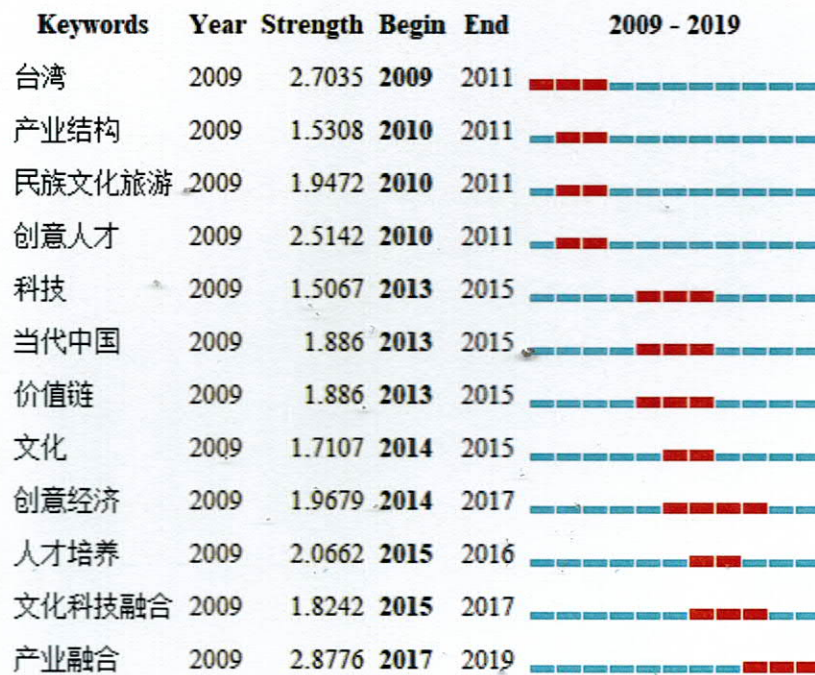 Keywords Year Strength Begin End 2009 - 2019
台湾 2009 2.7035 2009 2011
产业结构 2009 1.5308 2010 2011
民族文化旅游 2009 1.9472 2010 2011
创意人才 2009 2.5142 2010 2011
科技 2009 1.5067 2013 2015
当代中国 2009 1.886 2013 2015
价值链 2009 1.886 2013 2015
文化 2009 1.7107 2014 2015
创意经济 2009 1.9679 2014 2017
人才培养 2009 2.0662 2015 2016
文化科技融合 2009 1.8242 2015 2017
产业融合 2009 2.8776 2017 2019